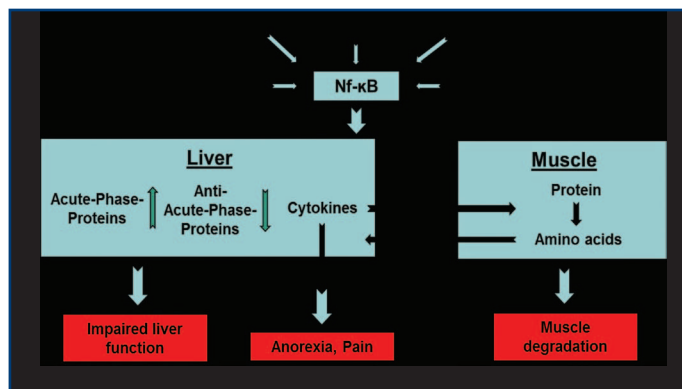 Nf-κB
Liver
Acute-Phase-
Proteins
Anti-
Acute-Phase-
Proteins
Cytokines
Muscle
Protein
Amino acids
Impaired liver
function
Anorexia, Pain
Muscle
degradation